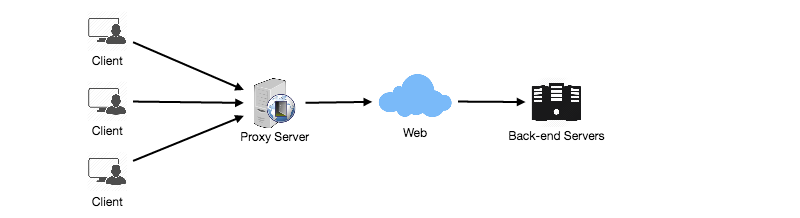 Client
Client
Client
Proxy Server
Web
Back-end Servers